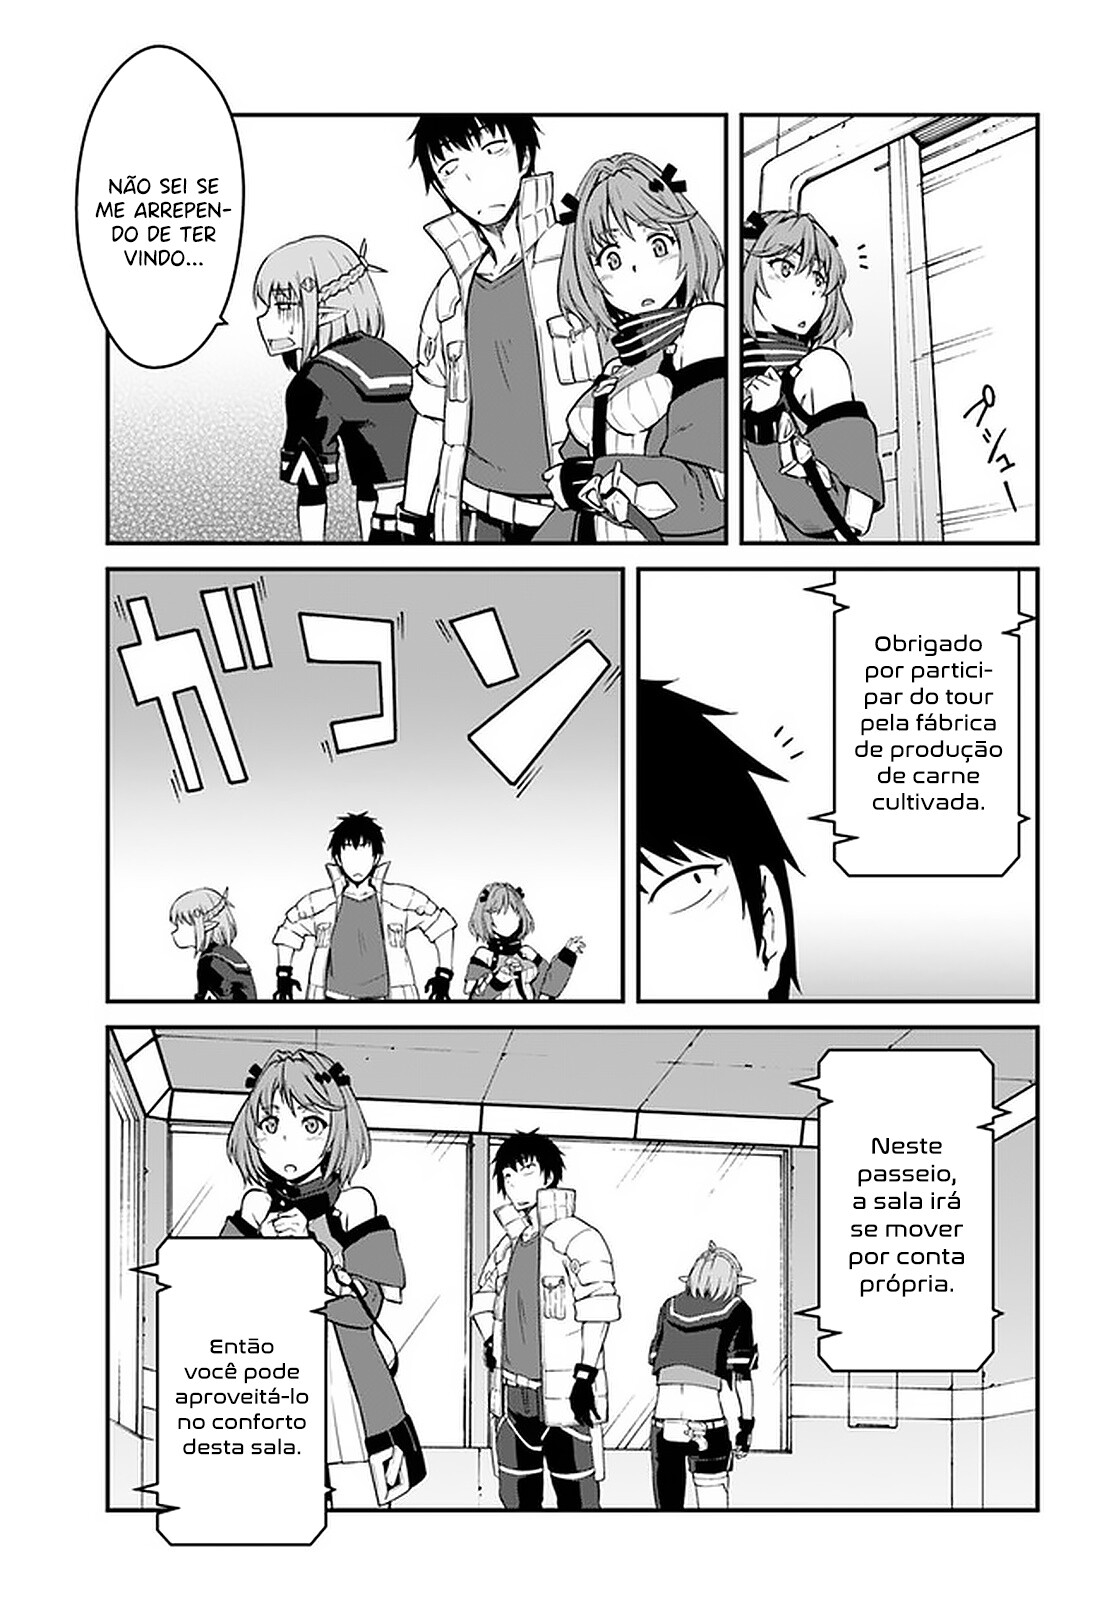 プシュー
NÃO SEI SE
ME ARREPEN-
DO DE TER
VINDO...
Obrigado
por partici-
par do tour
pela fábrica
de produção
de carne
cultivada.
ガコン
Neste
passeio,
a sala irá
se mover
por conta
própria.
Então
você pode
aproveitá-lo
no conforto
desta sala.